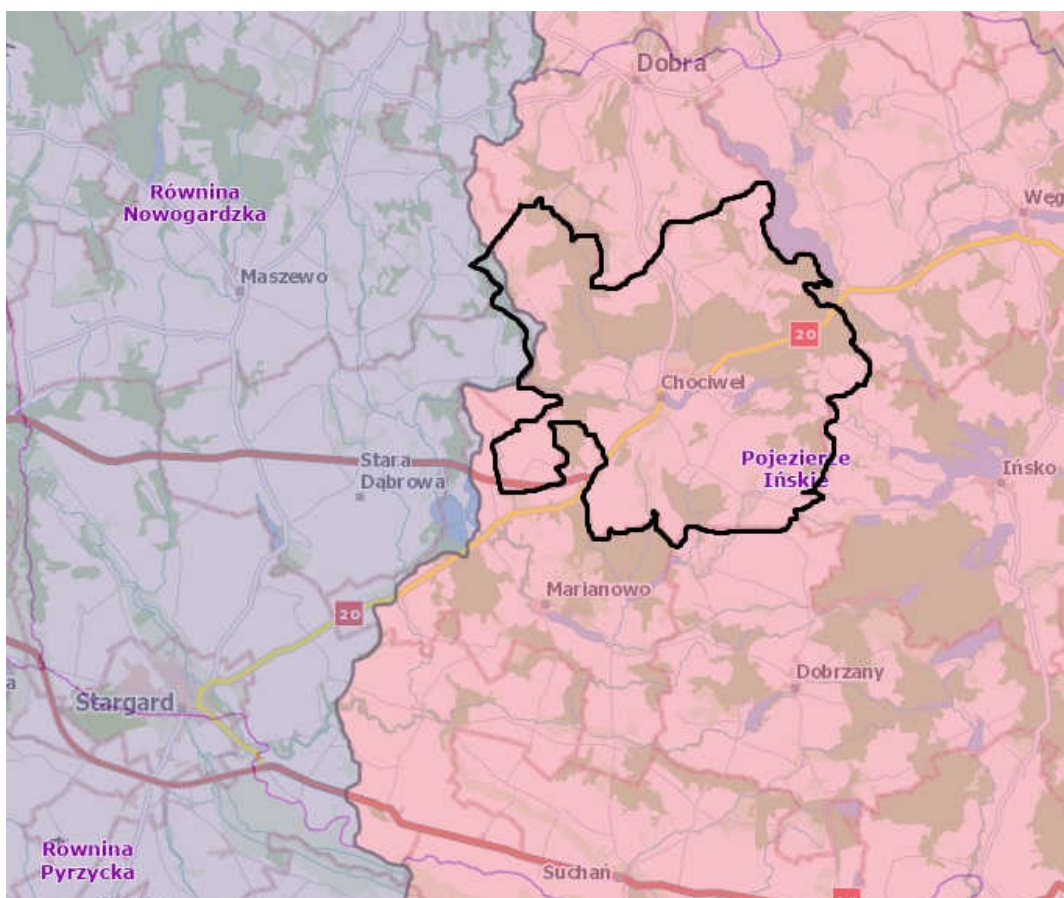 Dobra
Równina
Nowogardzka
Węg
Maszewo
20
Chociwel
Stara
Dąbrowa
Pojezierze
Ińskie
Ińsko
Marianowo
20
Dobrzany
a
Stargard
Równina
Pyrzycka
Suchań